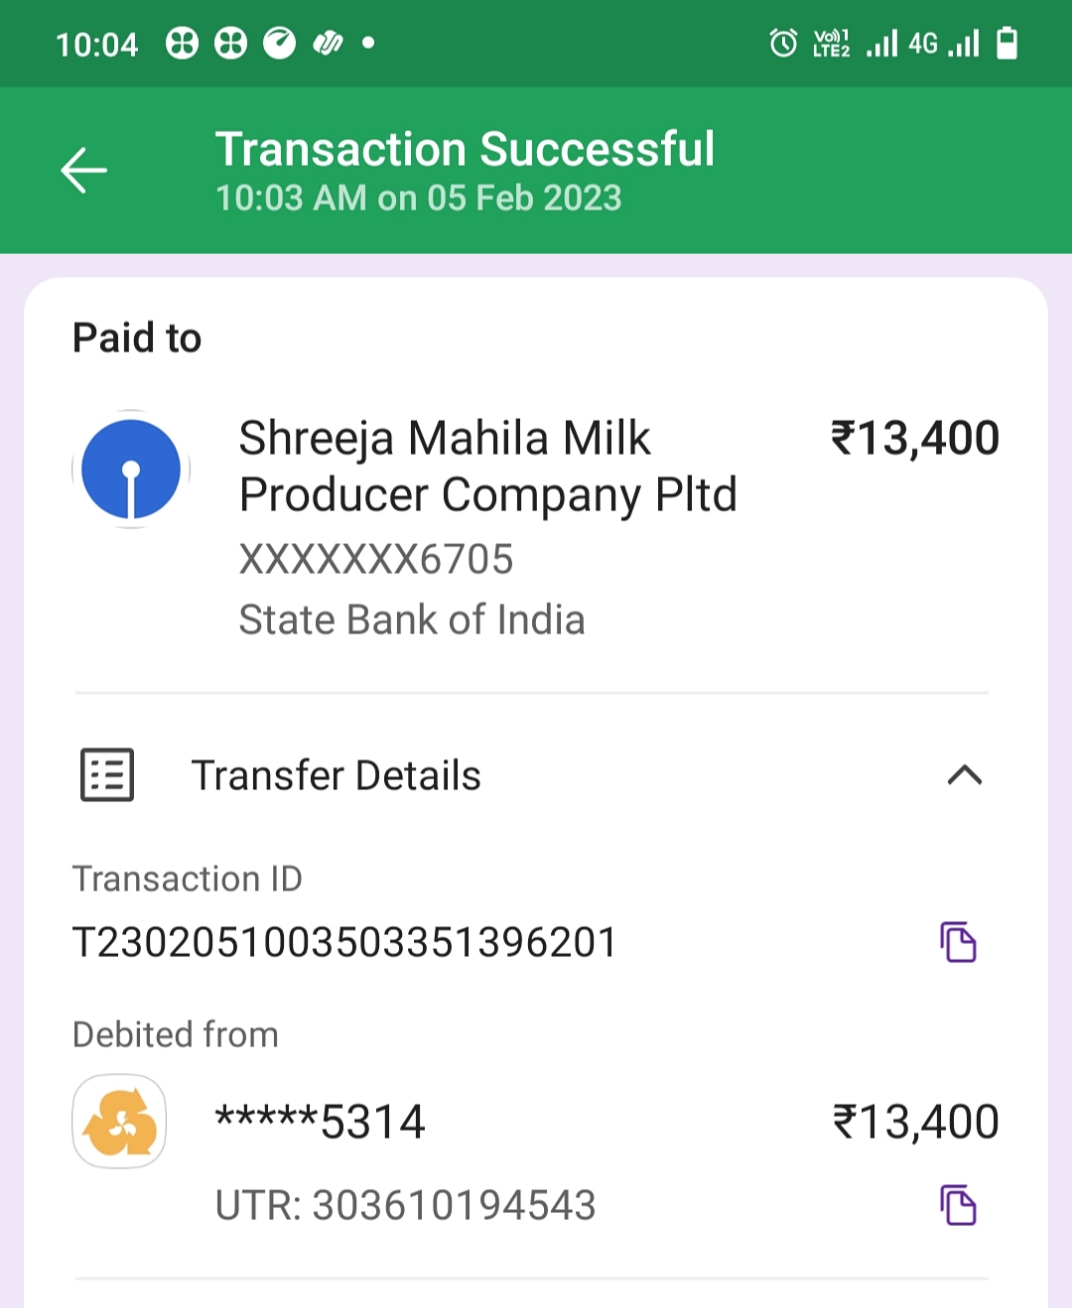 10:04
Vo))1 LTE2 4G
Transaction Successful
10:03 AM on 05 Feb 2023
Paid to
Shreeja Mahila Milk ₹13,400
Producer Company Pltd
XXXXXXX6705
State Bank of India
Transfer Details
Transaction ID
T2302051003503351396201
Debited from
*****5314 ₹13,400
UTR: 303610194543